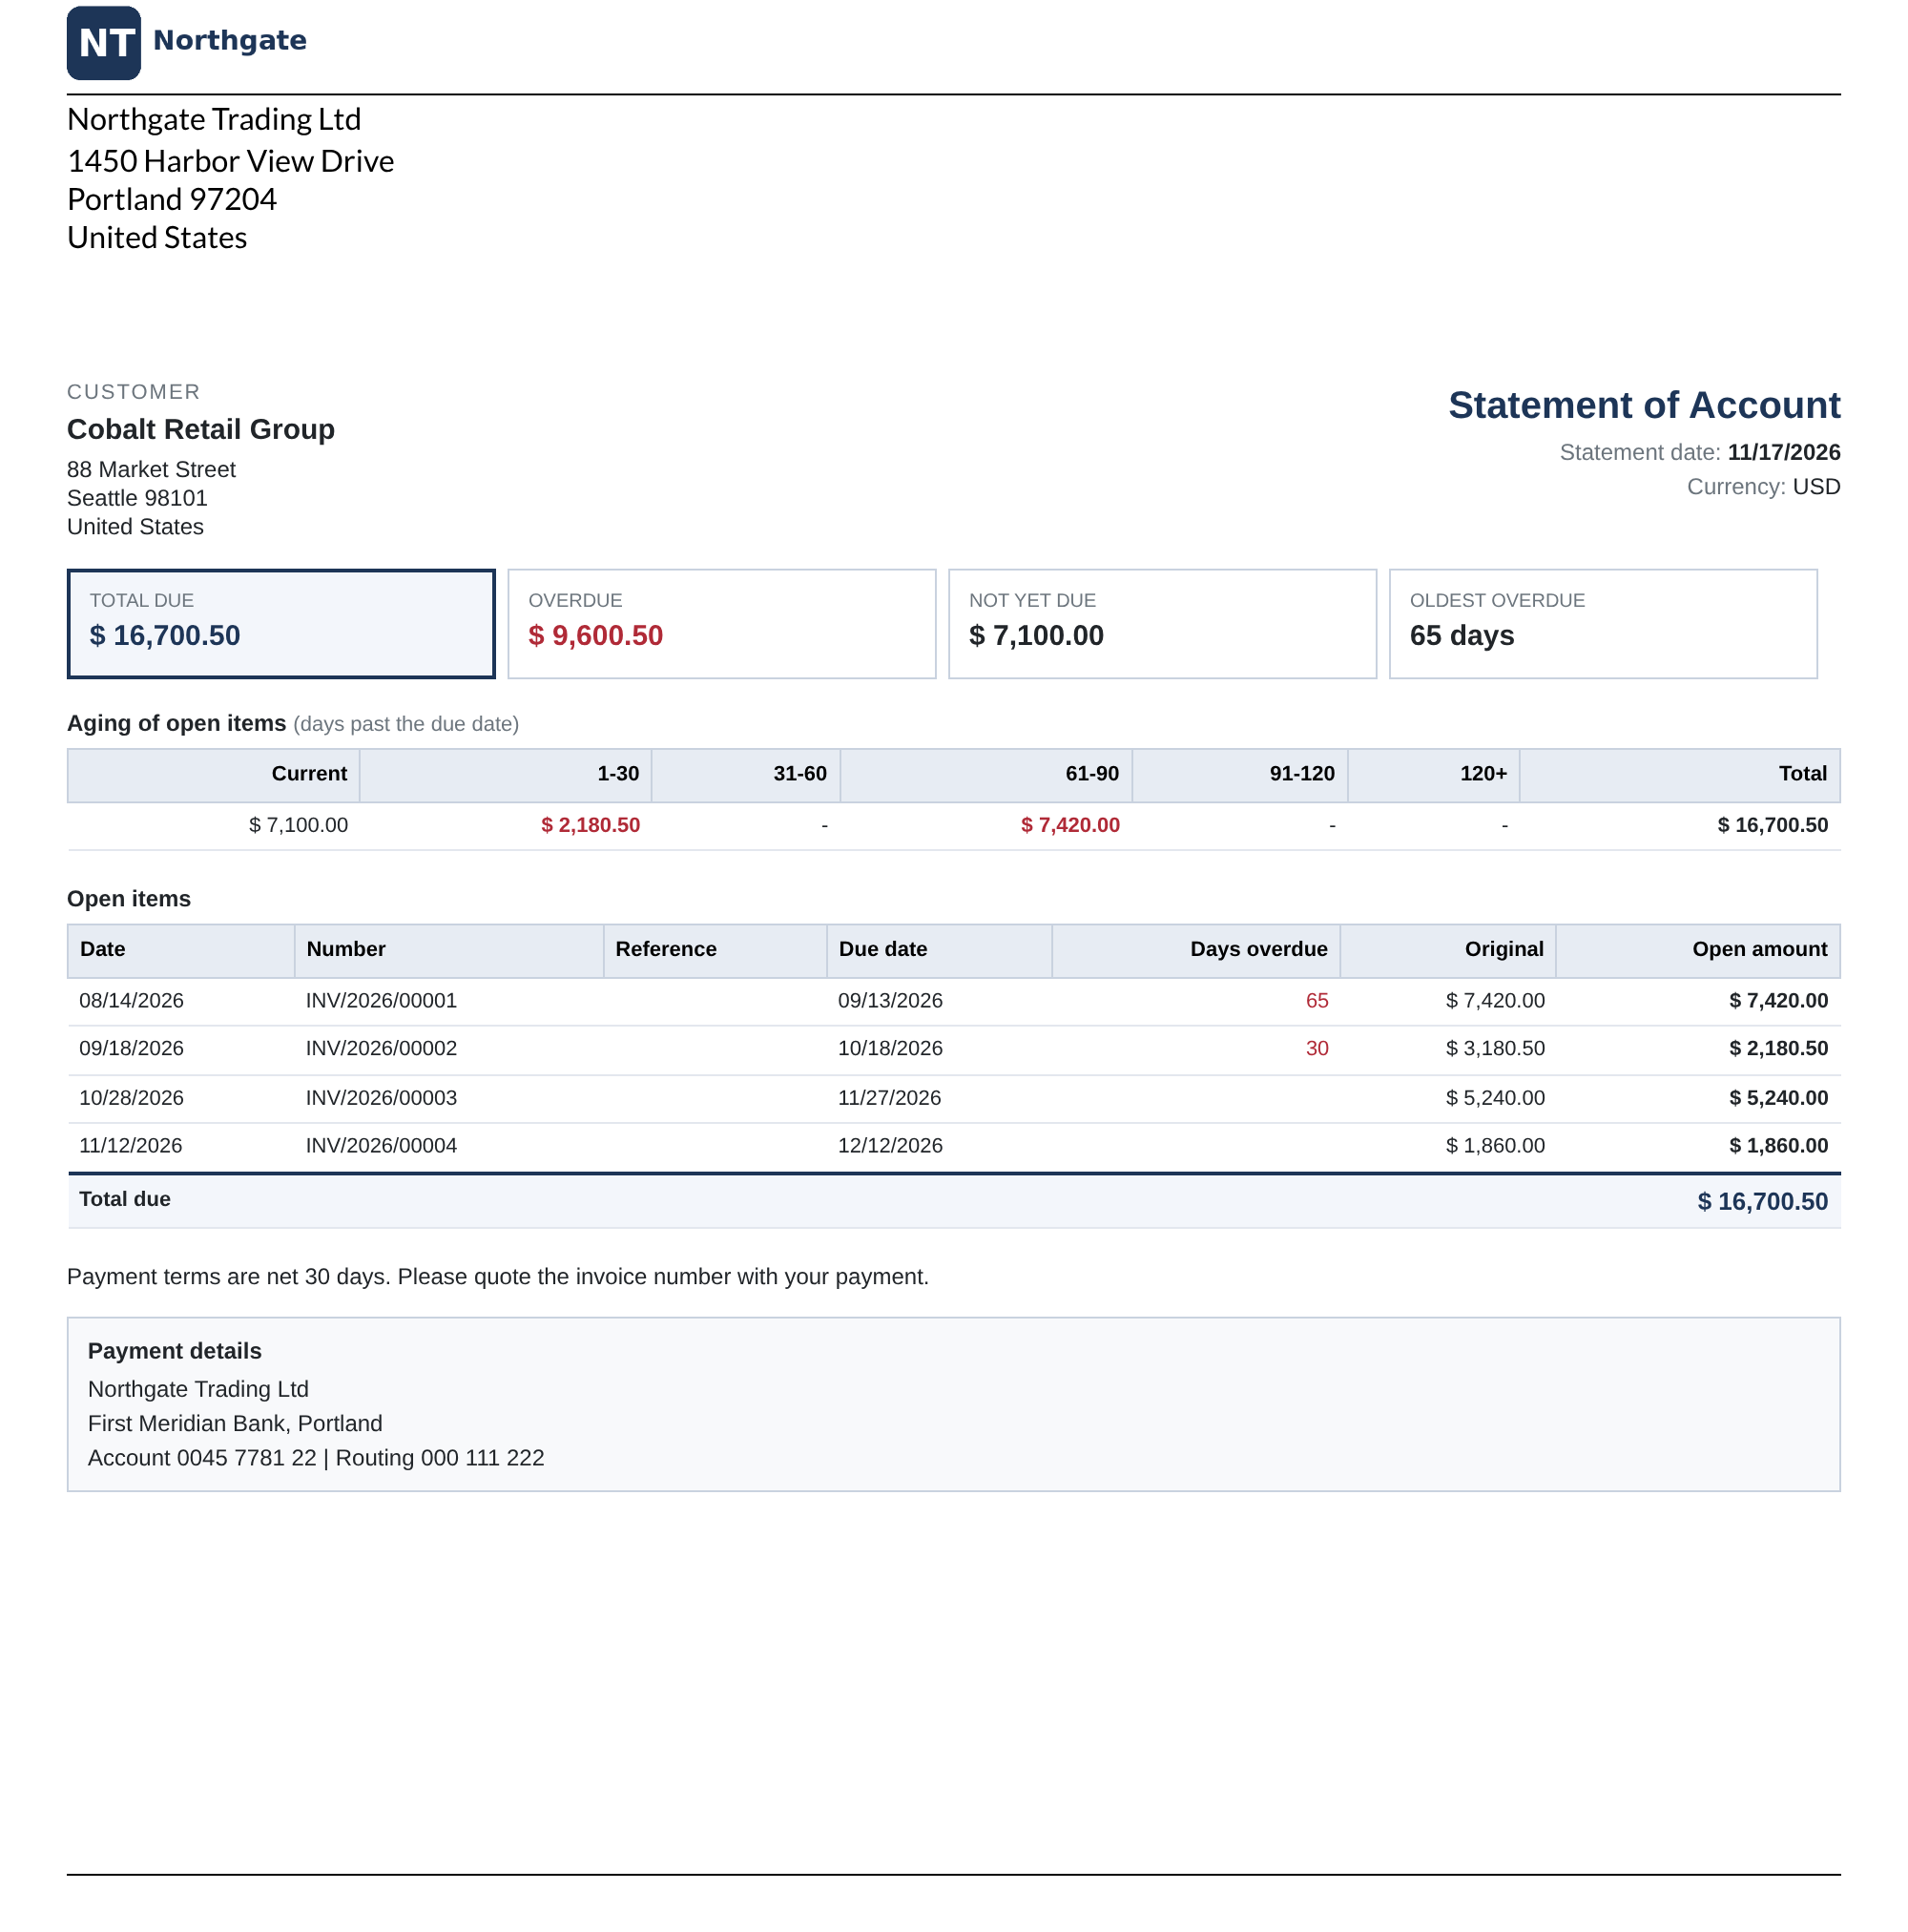 NT Northgate
Northgate Trading Ltd
1450 Harbor View Drive
Portland 97204
United States
CUSTOMER
Cobalt Retail Group
88 Market Street
Seattle 98101
United States
Statement of Account
Statement date: 11/17/2026
Currency: USD
TOTAL DUE
$ 16,700.50
OVERDUE
$ 9,600.50
NOT YET DUE
$ 7,100.00
OLDEST OVERDUE
65 days
Aging of open items (days past the due date)
Current 1-30 31-60 61-90 91-120 120+ Total
$ 7,100.00 $ 2,180.50 - $ 7,420.00 - - $ 16,700.50
Open items
Date Number Reference Due date Days overdue Original Open amount
08/14/2026 INV/2026/00001 09/13/2026 65 $ 7,420.00 $ 7,420.00
09/18/2026 INV/2026/00002 10/18/2026 30 $ 3,180.50 $ 2,180.50
10/28/2026 INV/2026/00003 11/27/2026 $ 5,240.00 $ 5,240.00
11/12/2026 INV/2026/00004 12/12/2026 $ 1,860.00 $ 1,860.00
Total due $ 16,700.50
Payment terms are net 30 days. Please quote the invoice number with your payment.
Payment details
Northgate Trading Ltd
First Meridian Bank, Portland
Account 0045 7781 22 | Routing 000 111 222